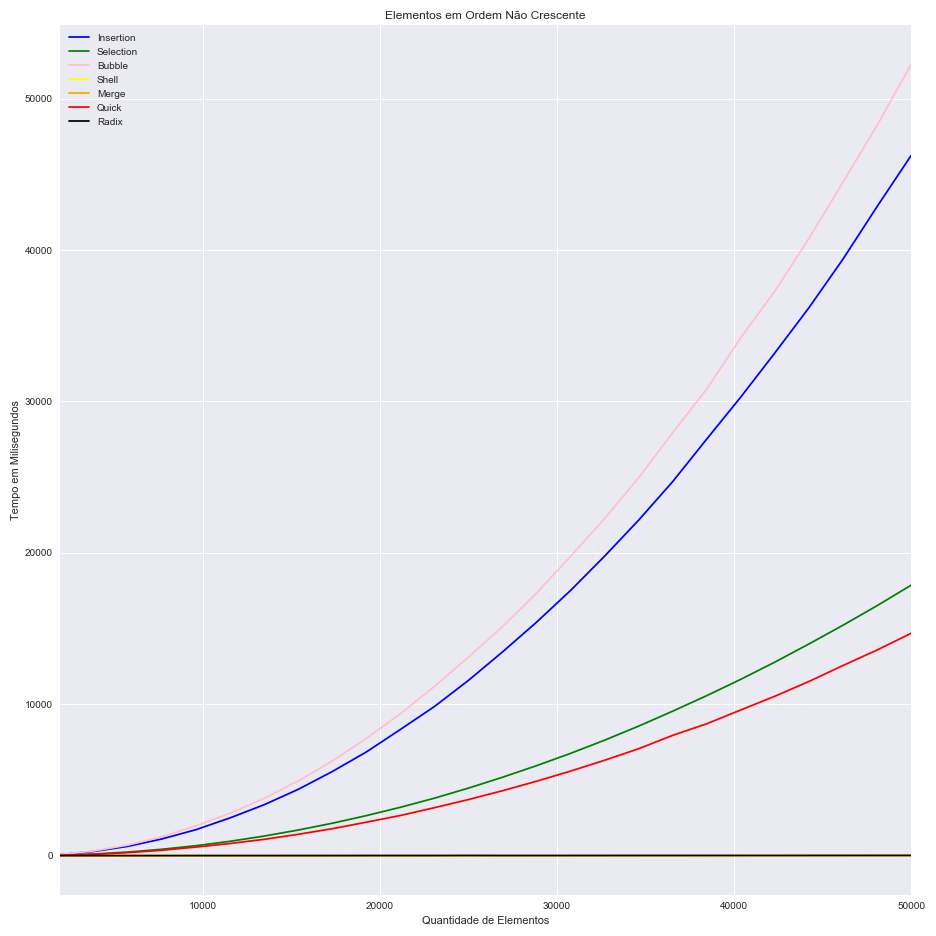 Elementos em Ordem Não Crescente
Insertion
Selection
Bubble
Shell
Merge
Quick
Radix
50000
40000
30000
20000
10000
0
Tempo em Milisegundos
10000 20000 30000 40000 50000
Quantidade de Elementos